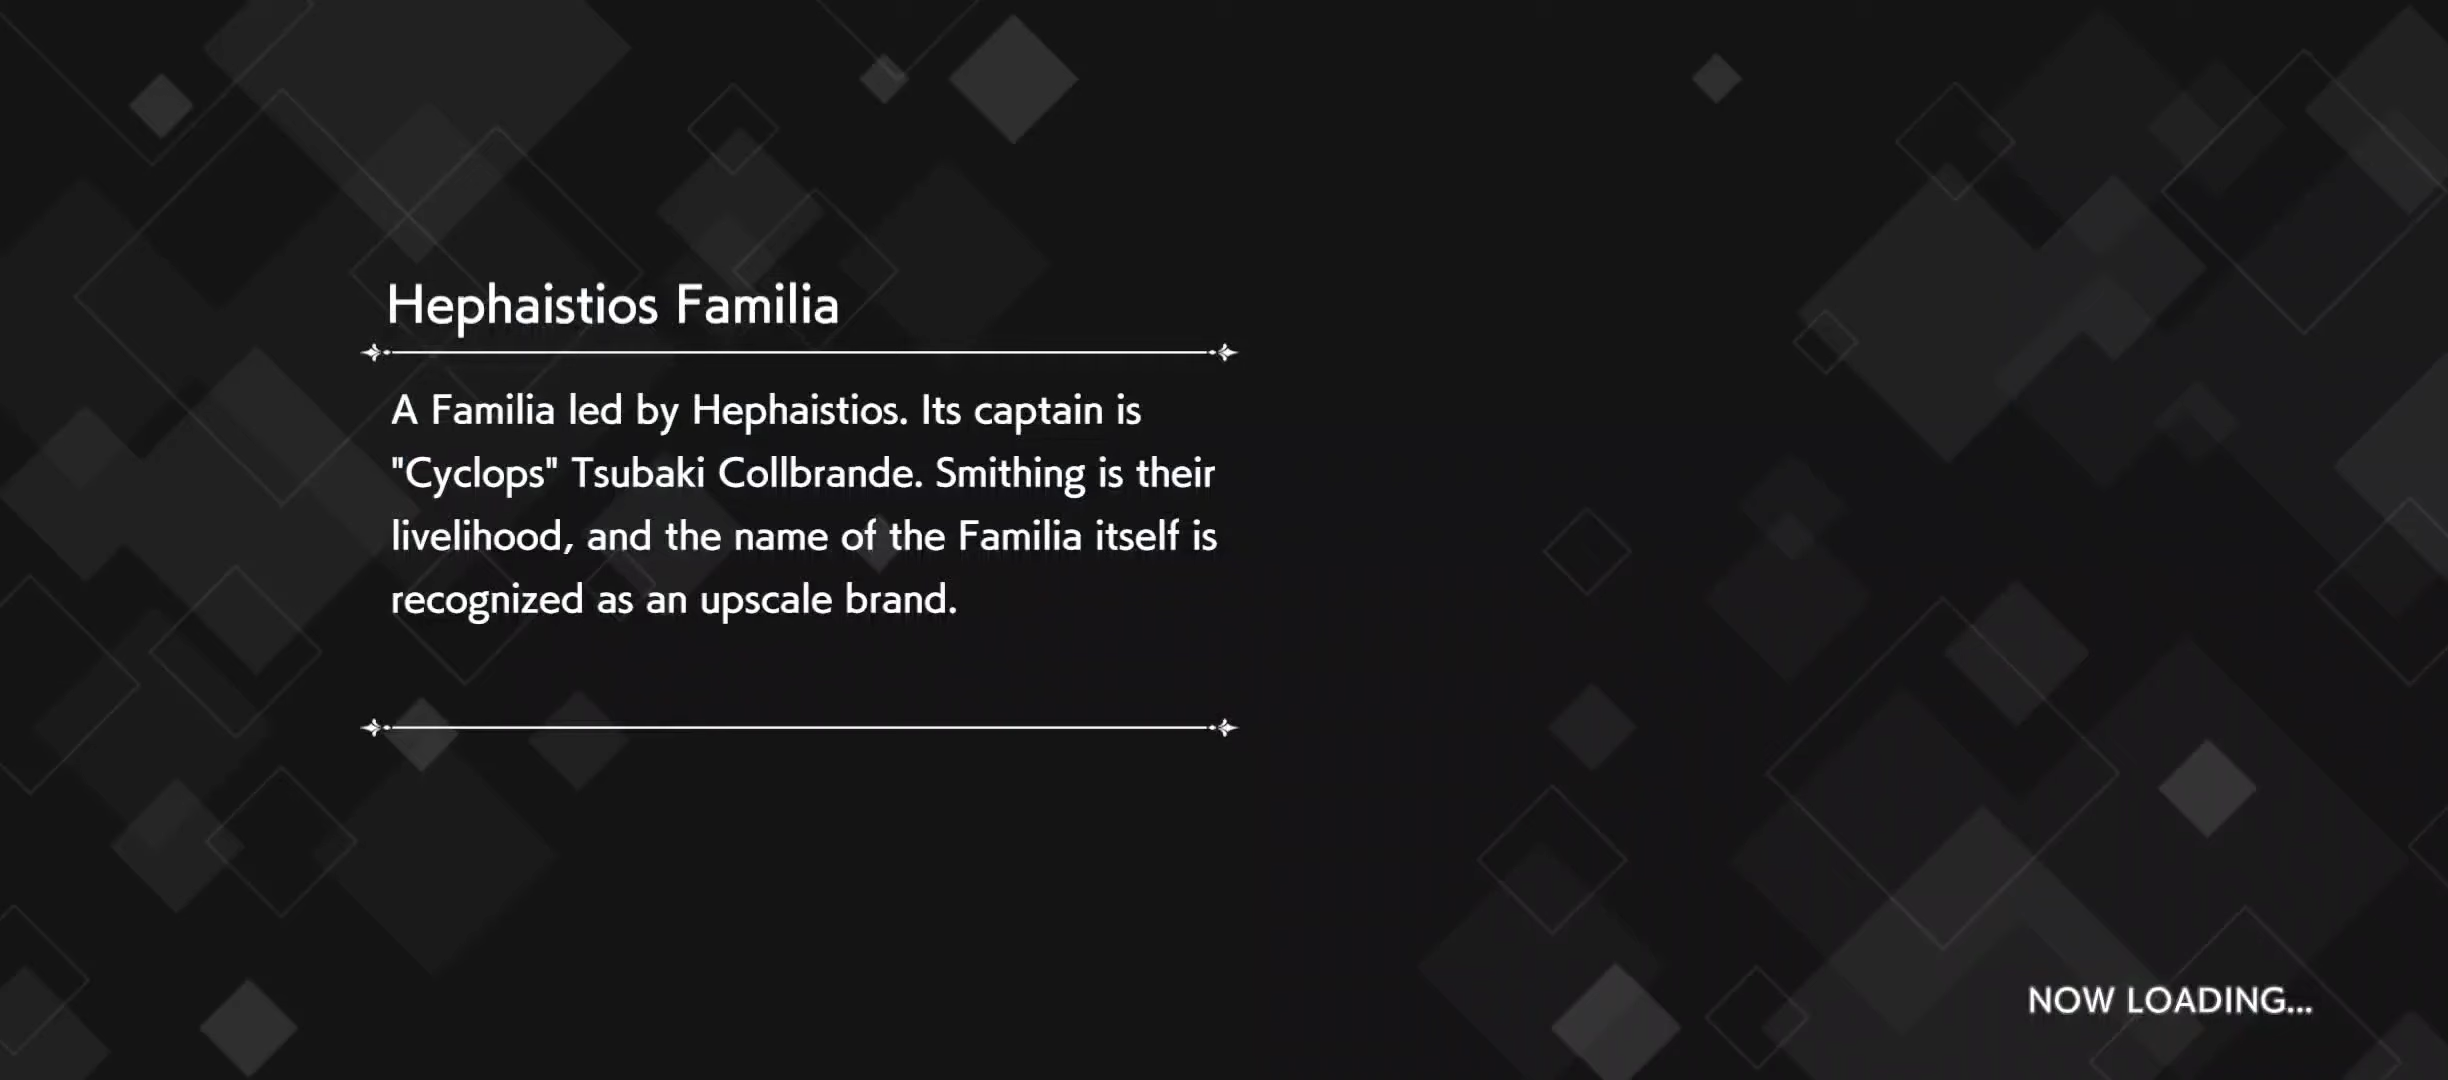 Hephaistios Familia
A Familia led by Hephaistios. Its captain is
"Cyclops" Tsubaki Collbrande. Smithing is their
livelihood, and the name of the Familia itself is
recognized as an upscale brand.
NOW LOADING...